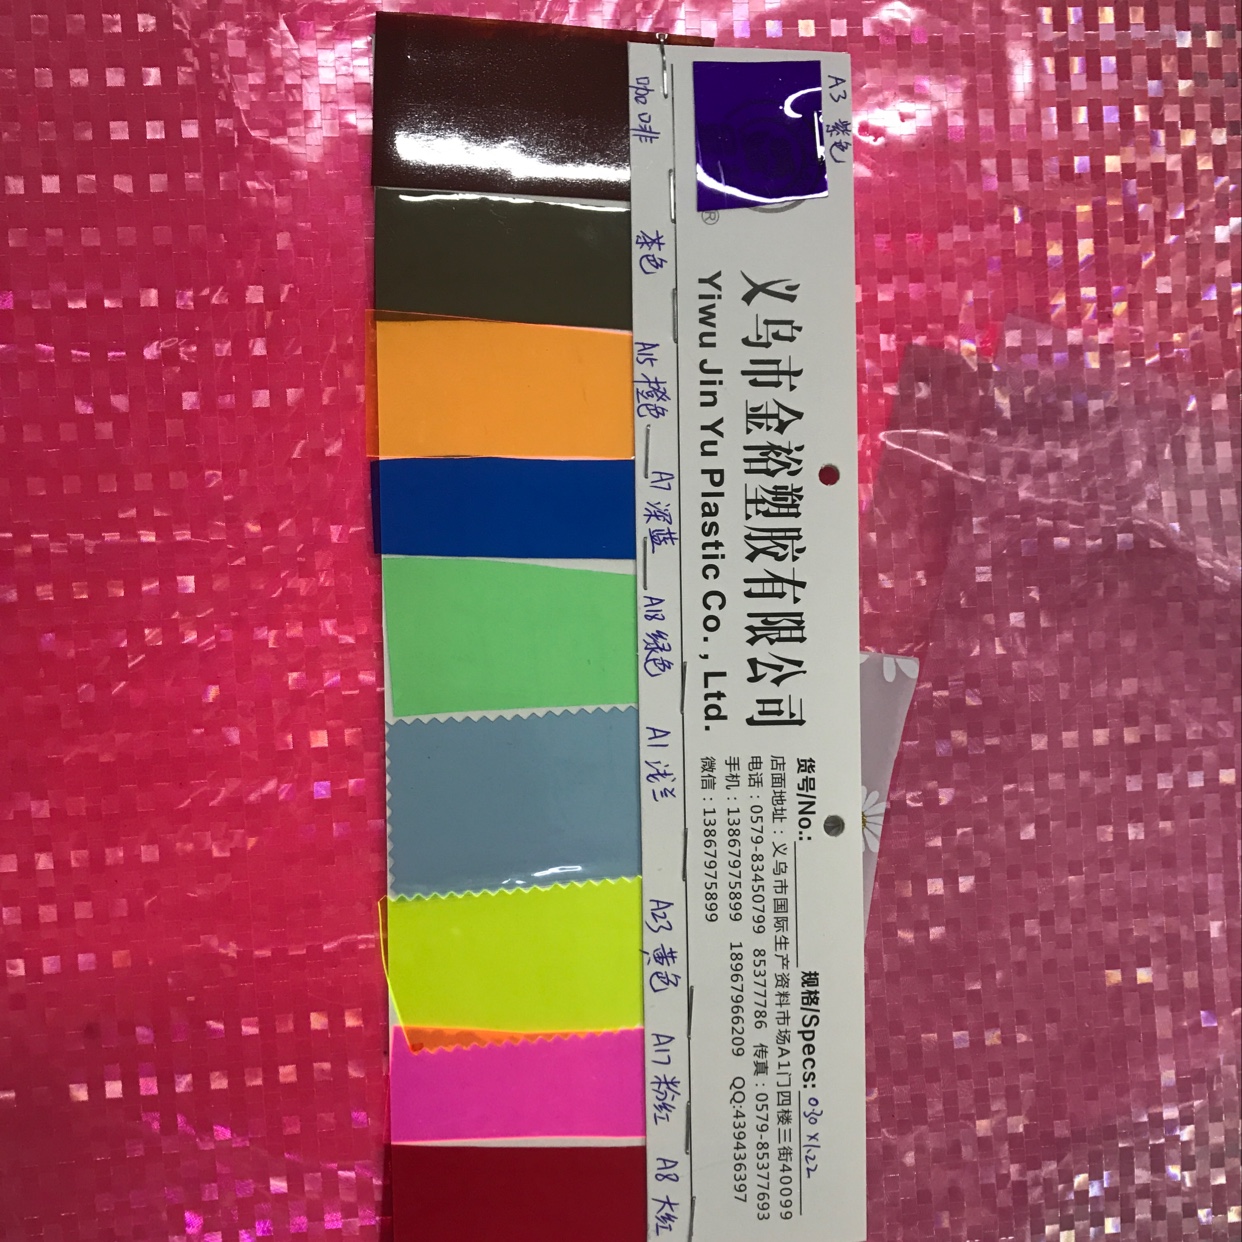 A3 紫色
®
义乌市金裕塑胶有限公司
Yiwu Jin Yu Plastic Co. , Ltd.
货号/No.: 规格/Specs: 0.30 X 1.22
店面地址：义乌市国际生产资料市场A1门四楼三街40099
电话：0579-83450799 85377786 传真：0579-85377693
手机：13867975899 18967966209 QQ:439436397
微信：13867975899
咖啡
茶色
A15 橙色
A7 深蓝
A18 绿色
A1 浅兰
A23 黄色
A17 粉红
A8 大红